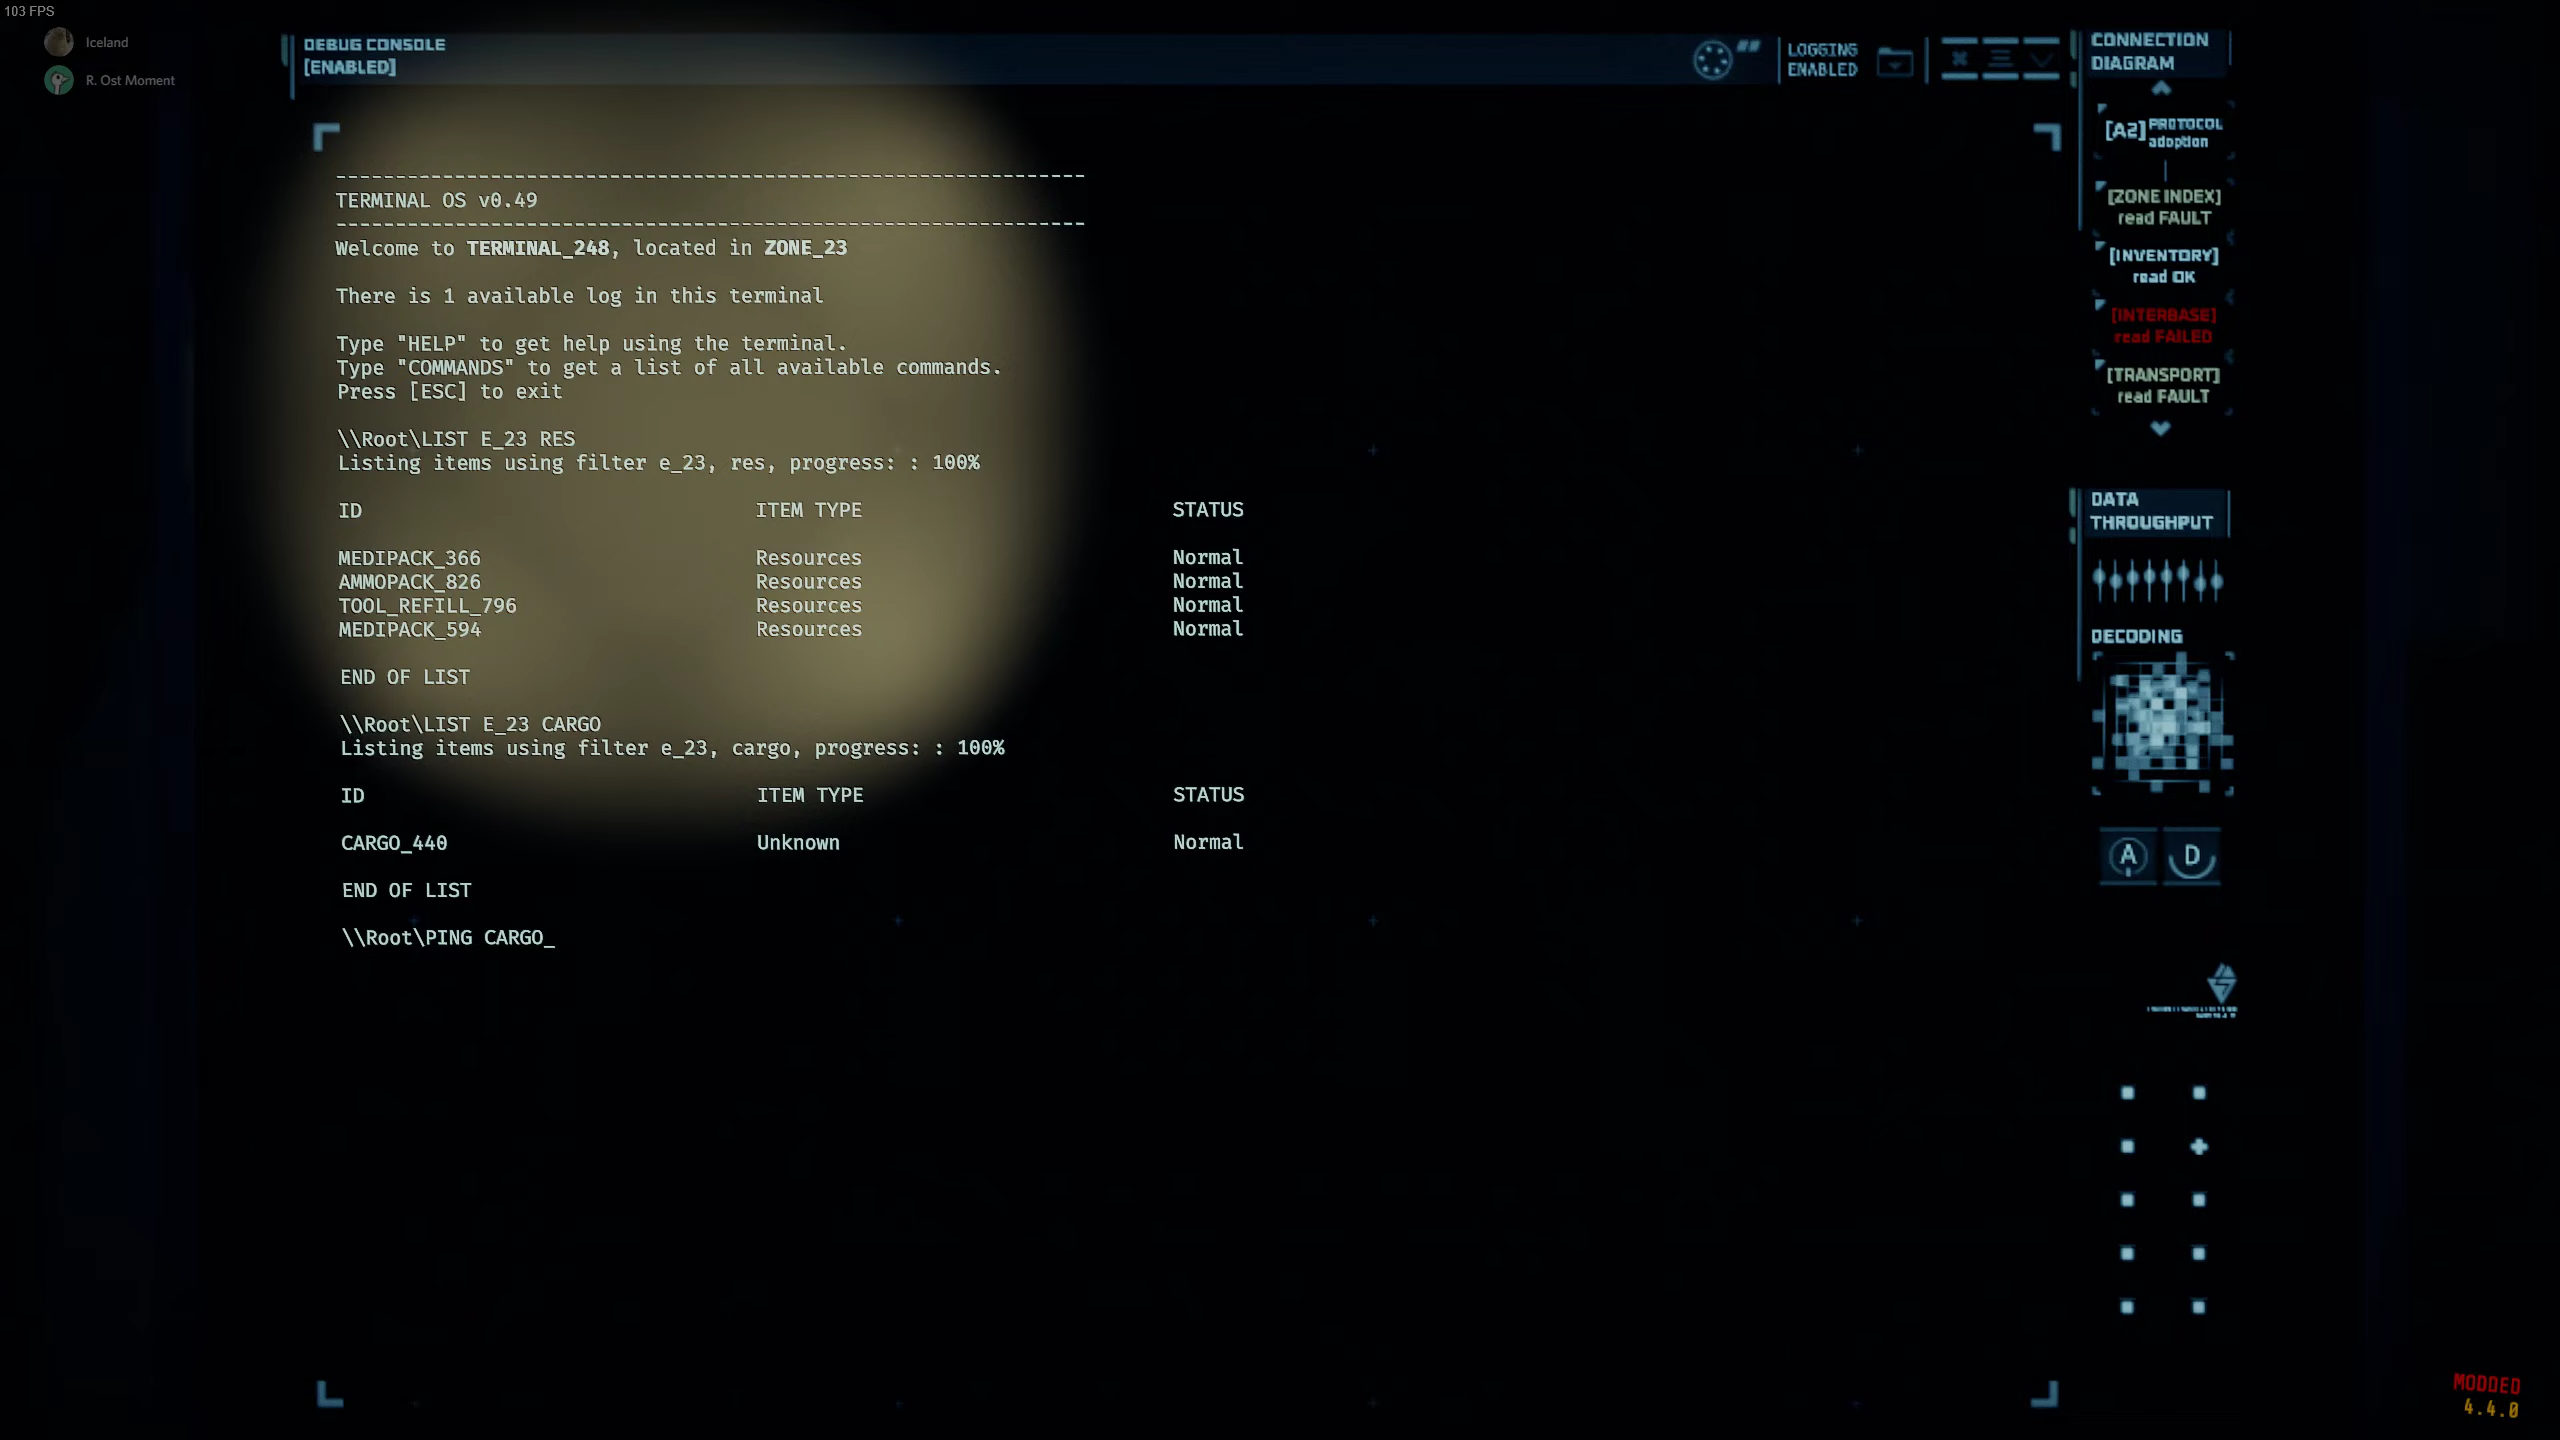 103 FPS
Iceland
R. Ost Moment
DEBUG CONSOLE
[ENABLED]
LOGGING
ENABLED
--------------------------------------------------------------- 
TERMINAL OS v0.49
---------------------------------------------------------------
Welcome to TERMINAL_248, located in ZONE_23
There is 1 available log in this terminal
Type "HELP" to get help using the terminal.
Type "COMMANDS" to get a list of all available commands.
Press [ESC] to exit
\\Root\LIST E_23 RES
Listing items using filter e_23, res, progress: : 100%
ID ITEM TYPE STATUS
MEDIPACK_366 Resources Normal
AMMOPACK_826 Resources Normal
TOOL_REFILL_796 Resources Normal
MEDIPACK_594 Resources Normal
END OF LIST
\\Root\LIST E_23 CARGO
Listing items using filter e_23, cargo, progress: : 100%
ID ITEM TYPE STATUS
CARGO_440 Unknown Normal
END OF LIST
\\Root\PING CARGO_
CONNECTION
DIAGRAM
[A2] PROTOCOL
adoption
[ZONE INDEX]
read FAULT
[INVENTORY]
read OK
[INTERBASE]
read FAILED
[TRANSPORT]
read FAULT
DATA
THROUGHPUT
DECODING
A D
MODDED
4.4.0